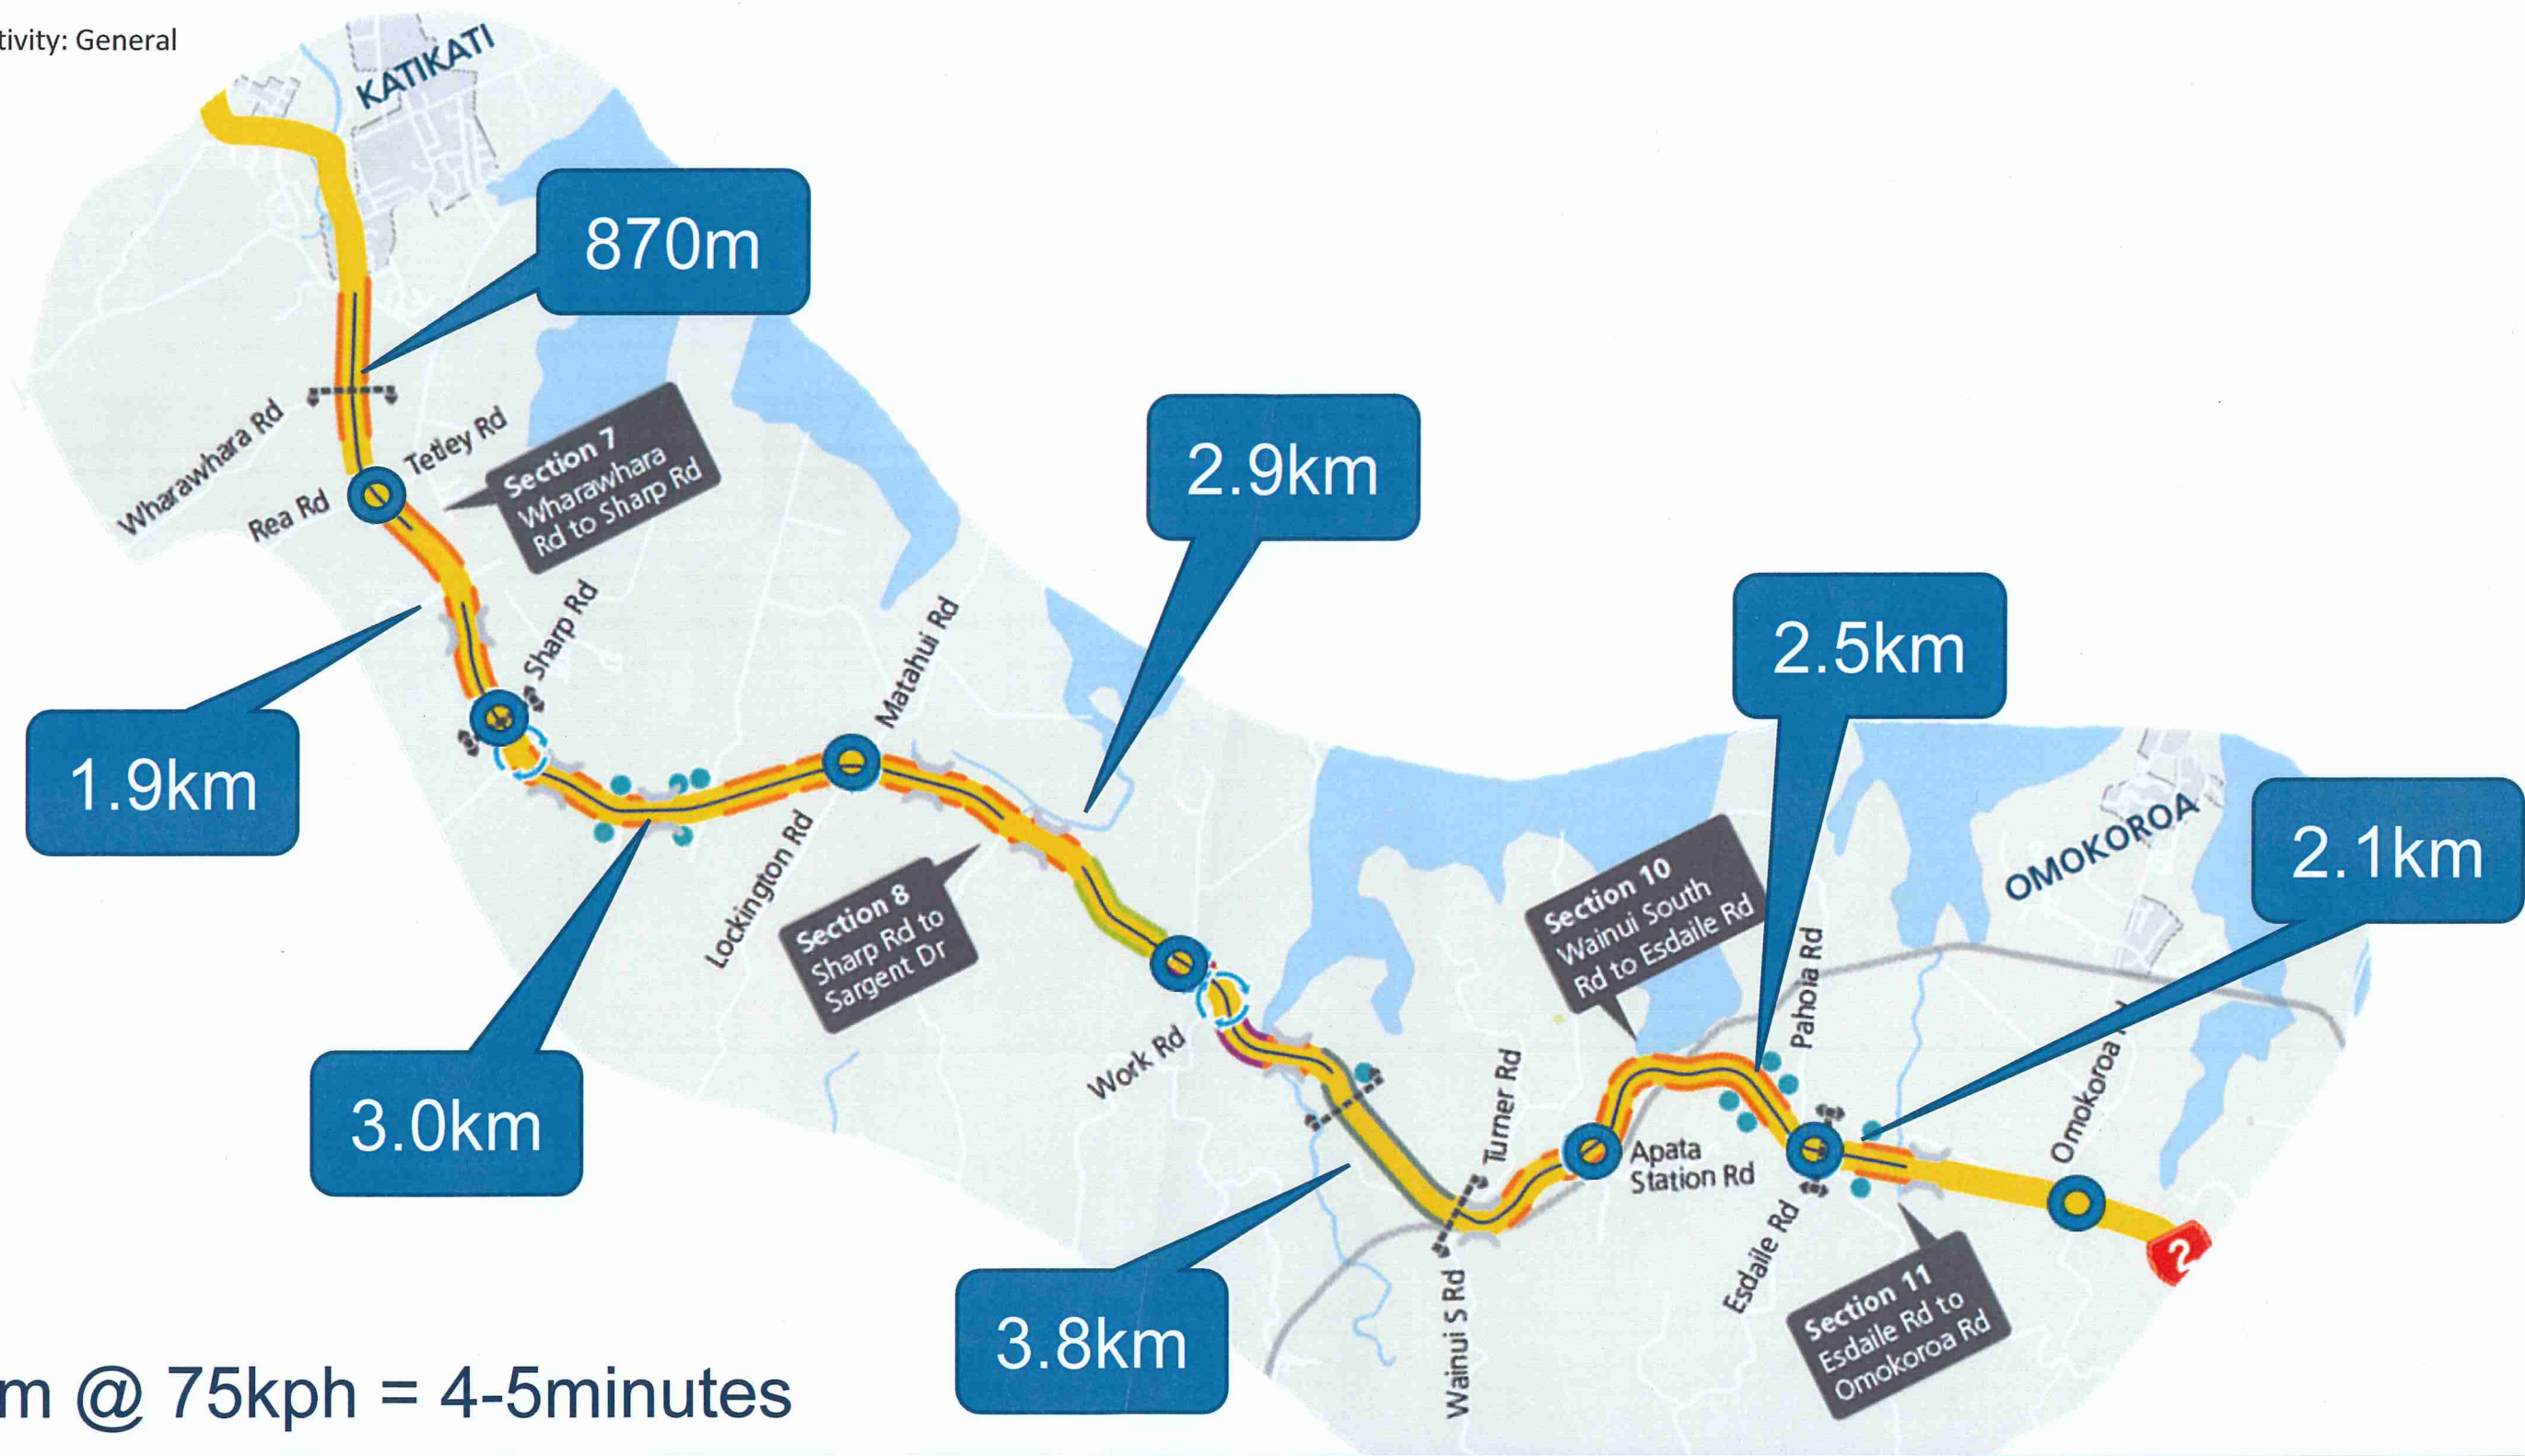 tivity: General
KATIKATI
870m
Wharawhara Rd
Tetley Rd
Rea Rd
Section 7
Wharawhara
Rd to Sharp Rd
2.9km
Sharp Rd
Matahui Rd
2.5km
1.9km
Lockington Rd
Section 8
Sharp Rd to
Sargent Dr
OMOKOROA
2.1km
Section 10
Wainui South
Rd to Esdaile Rd
Pahoia Rd
3.0km
Work Rd
Turner Rd
Apata
Station Rd
Omokoroa
Esdaile Rd
Wainui S Rd
2
Section 11
Esdaile Rd to
Omokoroa Rd
3.8km
m @ 75kph = 4-5minutes